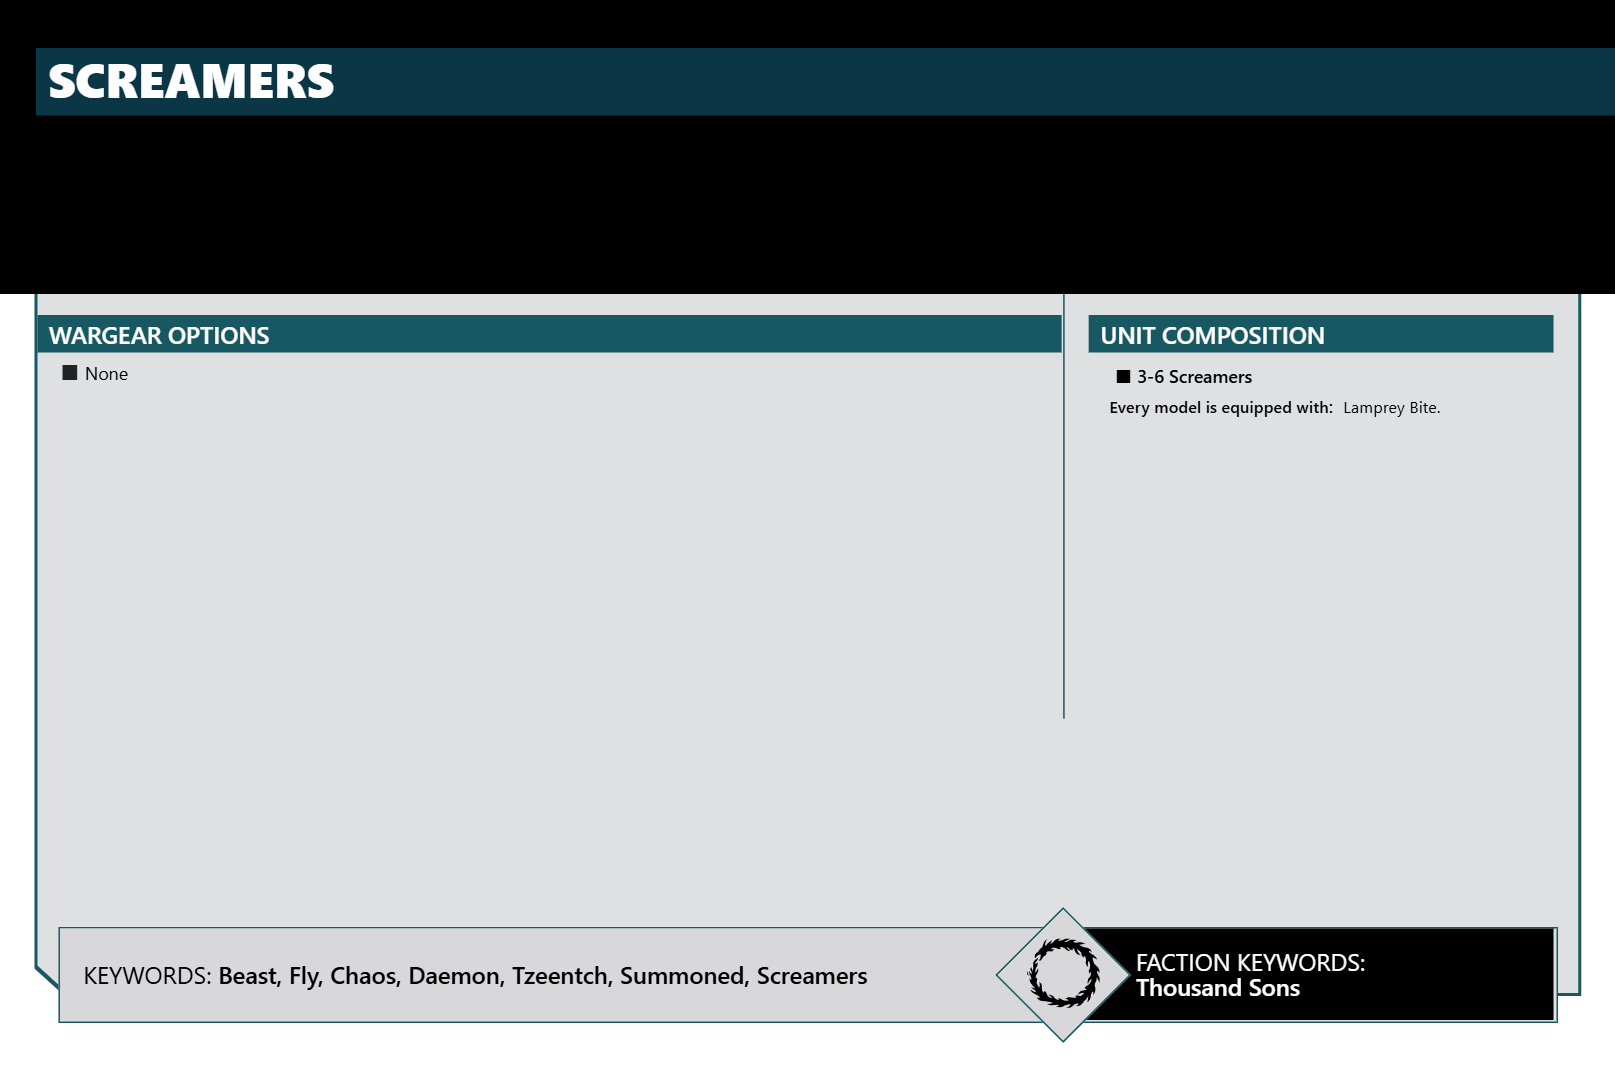 SCREAMERS
WARGEAR OPTIONS
■ None
UNIT COMPOSITION
■ 3-6 Screamers
Every model is equipped with: Lamprey Bite.
KEYWORDS: Beast, Fly, Chaos, Daemon, Tzeentch, Summoned, Screamers
FACTION KEYWORDS:
Thousand Sons